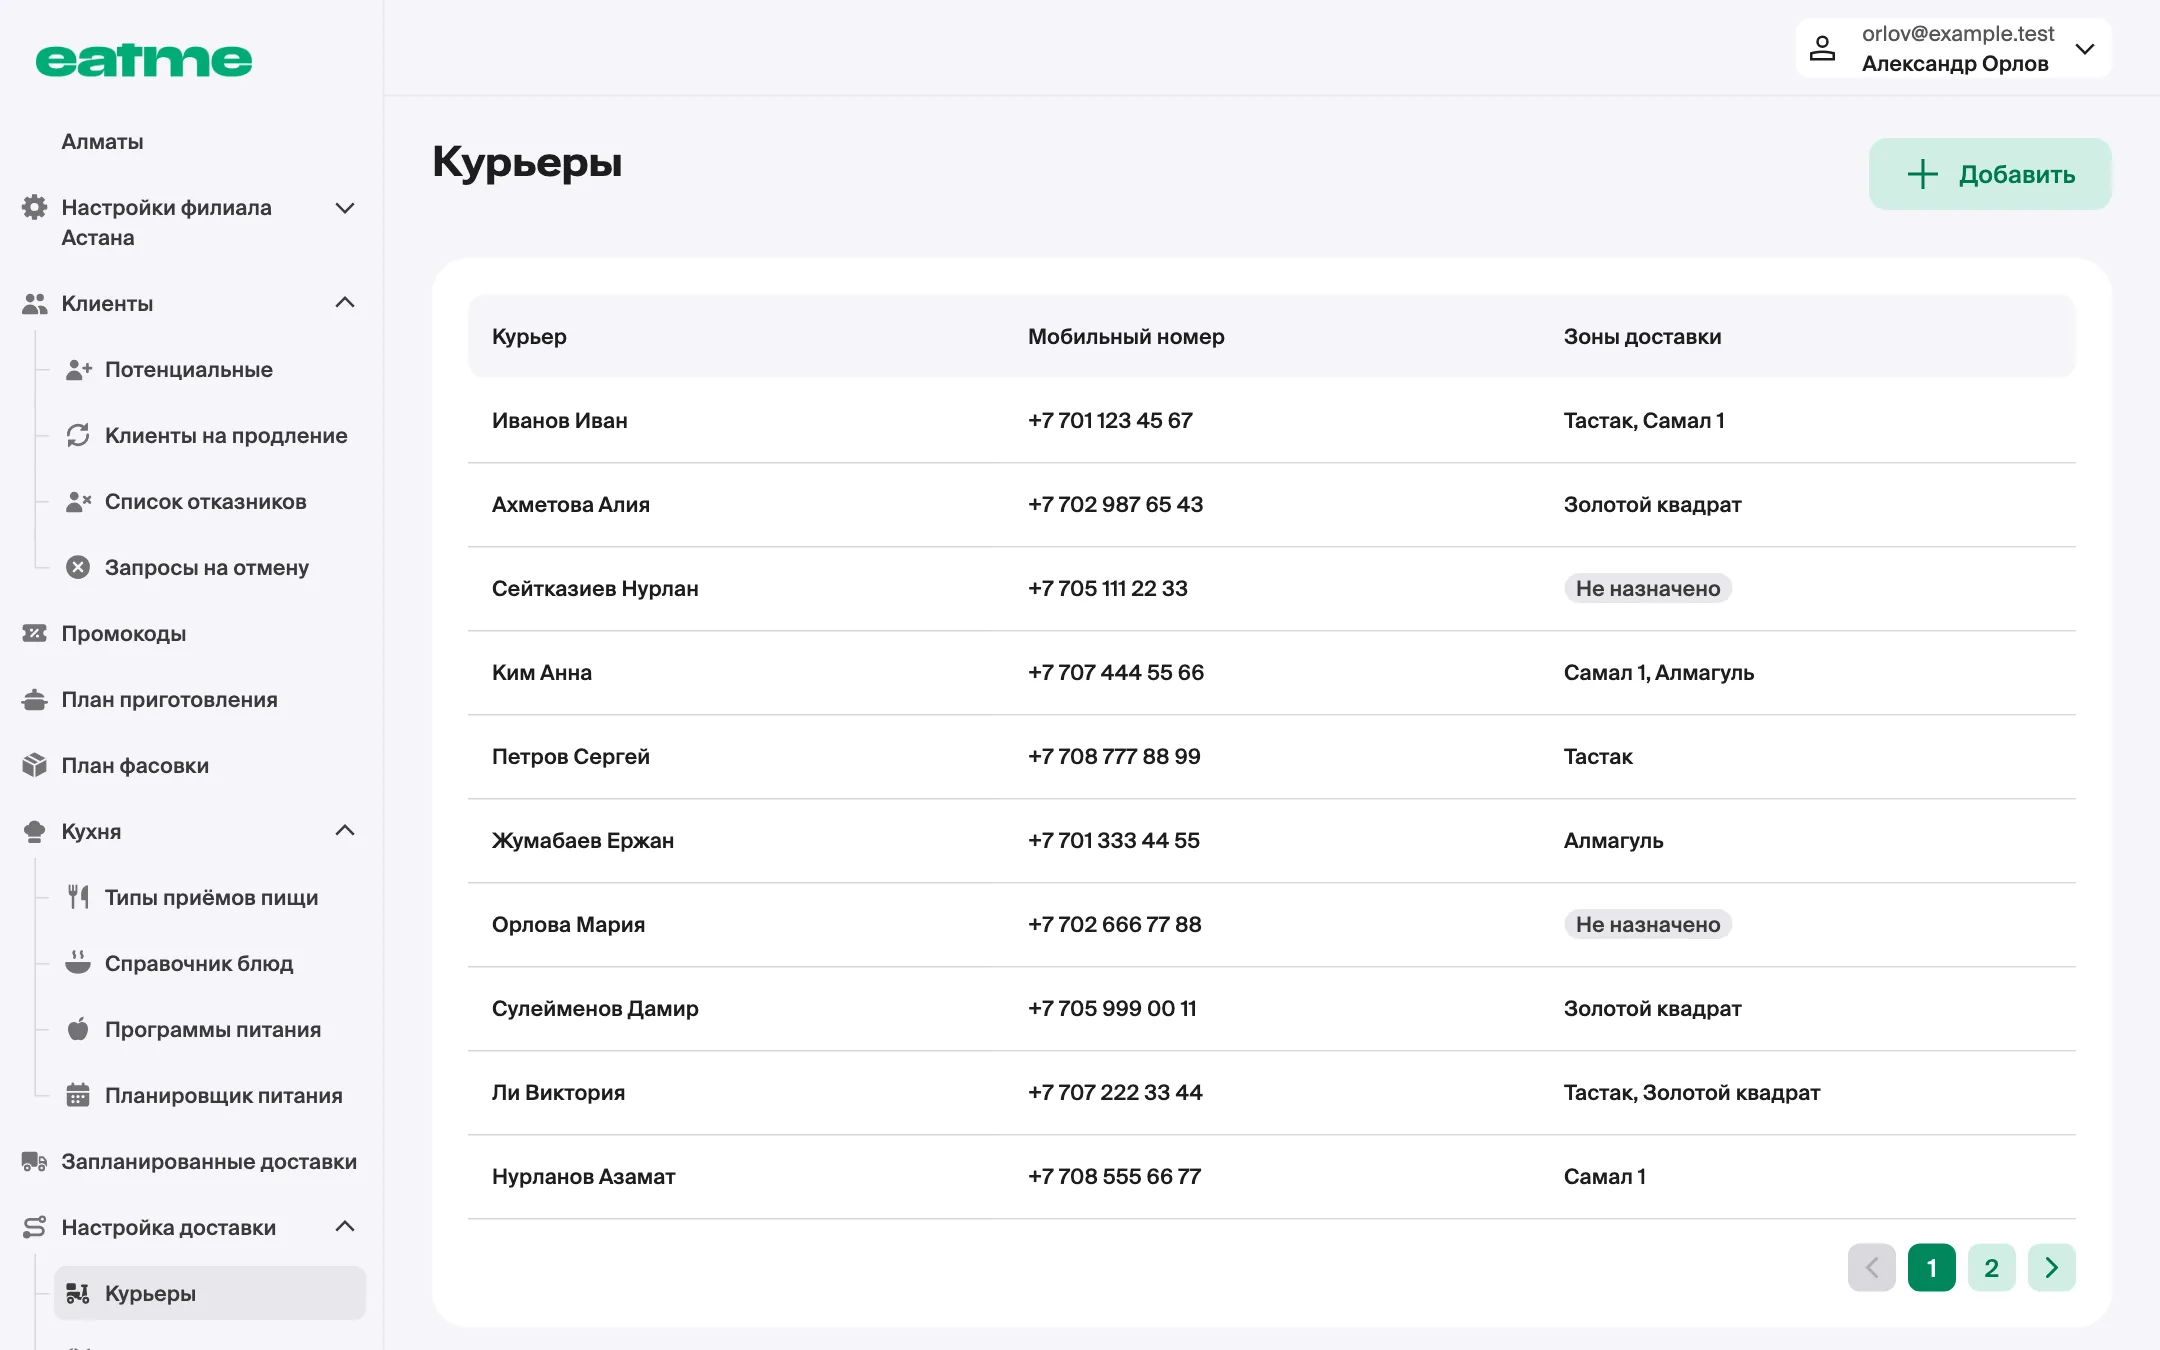 eatme
Алматы
Настройки филиала
Астана
Клиенты
Потенциальные
Клиенты на продление
Список отказников
Запросы на отмену
Промокоды
План приготовления
План фасовки
Кухня
Типы приёмов пищи
Справочник блюд
Программы питания
Планировщик питания
Запланированные доставки
Настройка доставки
Курьеры
orlov@example.test
Александр Орлов
Курьеры
Добавить
Курьер Мобильный номер Зоны доставки
Иванов Иван +7 701 123 45 67 Тастак, Самал 1
Ахметова Алия +7 702 987 65 43 Золотой квадрат
Сейтказиев Нурлан +7 705 111 22 33 Не назначено
Ким Анна +7 707 444 55 66 Самал 1, Алмагуль
Петров Сергей +7 708 777 88 99 Тастак
Жумабаев Ержан +7 701 333 44 55 Алмагуль
Орлова Мария +7 702 666 77 88 Не назначено
Сулейменов Дамир +7 705 999 00 11 Золотой квадрат
Ли Виктория +7 707 222 33 44 Тастак, Золотой квадрат
Нурланов Азамат +7 708 555 66 77 Самал 1
1 2